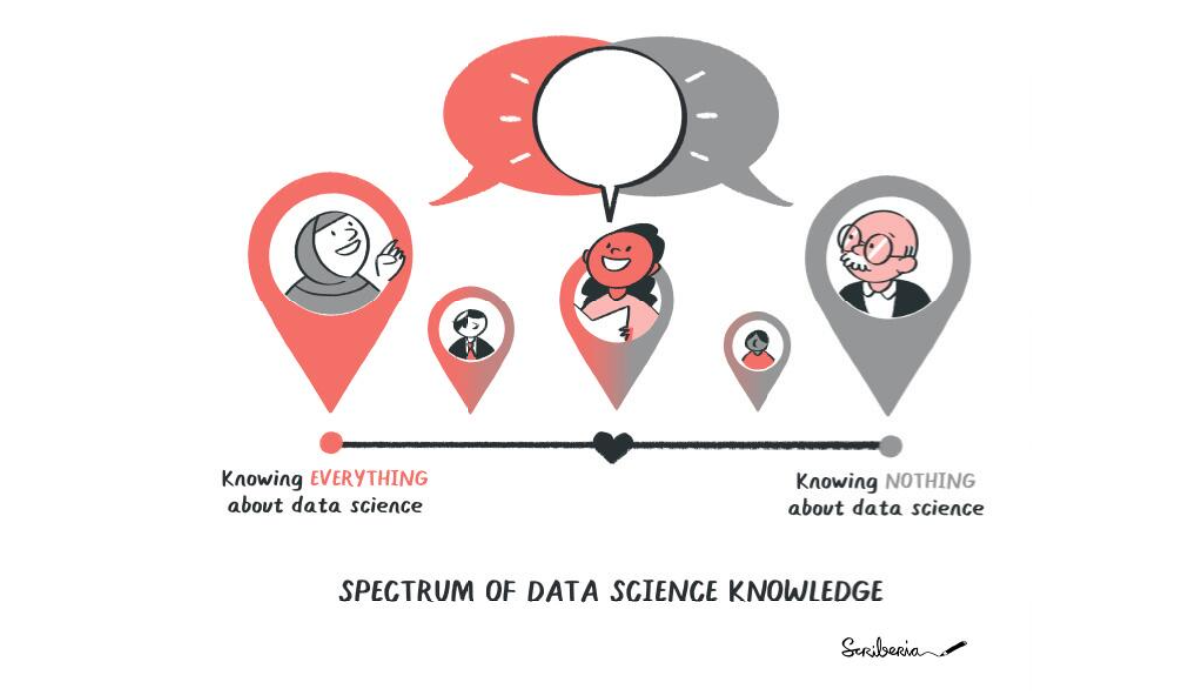 Knowing EVERYTHING
about data science
Knowing NOTHING
about data science
SPECTRUM OF DATA SCIENCE KNOWLEDGE
Scriberia